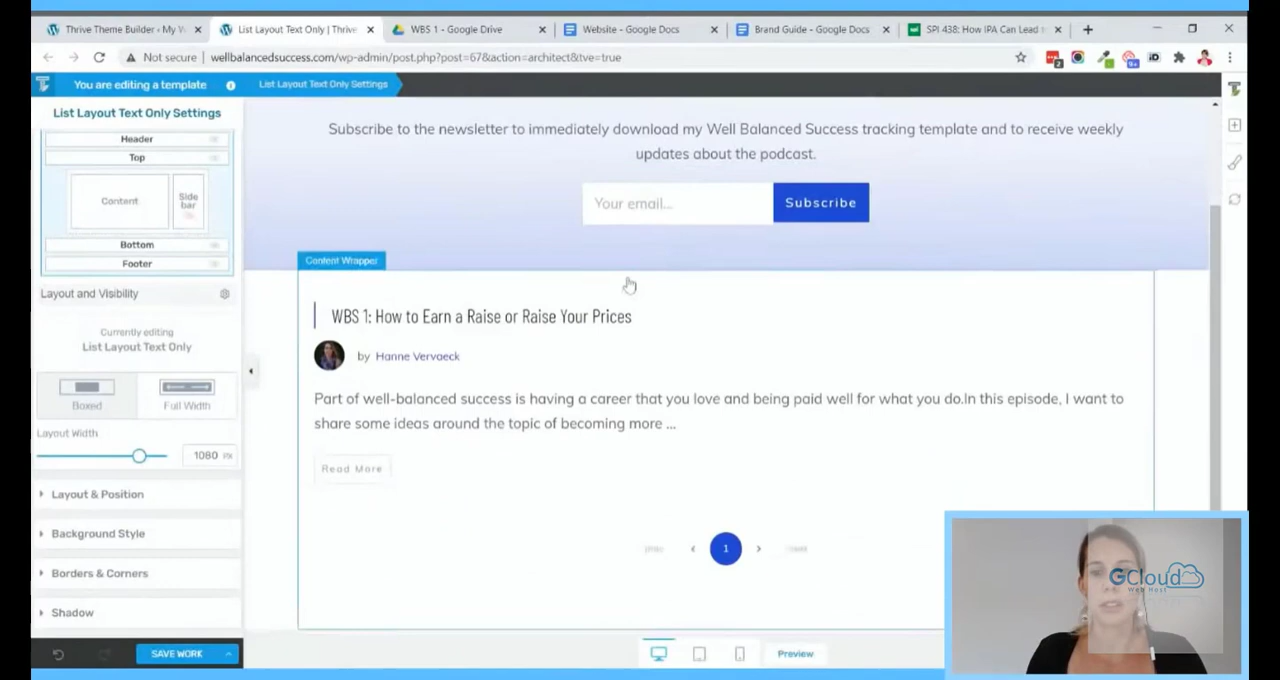 Thrive Theme Builder - My W
List Layout Text Only | Thrive
WBS 1 - Google Drive
Website - Google Docs
Brand Guide - Google Docs
SPI 438: How IPA Can Lead t
Not secure | wellbalancedsuccess.com/wp-admin/post.php?post=67&action=architect&tve=true
You are editing a template
List Layout Text Only Settings
List Layout Text Only Settings
Header
Top
Content
Side
bar
Bottom
Footer
Layout and Visibility
Currently editing
List Layout Text Only
Boxed
Full Width
Layout Width
1080 PX
Layout & Position
Background Style
Borders & Corners
Shadow
SAVE WORK
Subscribe to the newsletter to immediately download my Well Balanced Success tracking template and to receive weekly
updates about the podcast.
Your email...
Subscribe
Content Wrapper
WBS 1: How to Earn a Raise or Raise Your Prices
by Hanne Vervaeck
Part of well-balanced success is having a career that you love and being paid well for what you do.In this episode, I want to
share some ideas around the topic of becoming more ...
Read More
prev
1
next
Preview
GCloud
Web Host